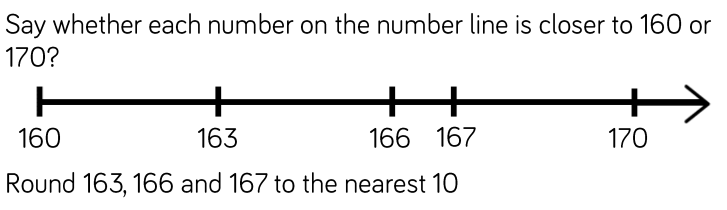 Say whether each number on the number line is closer to 160 or
170?
160 163 166 167 170
Round 163, 166 and 167 to the nearest 10